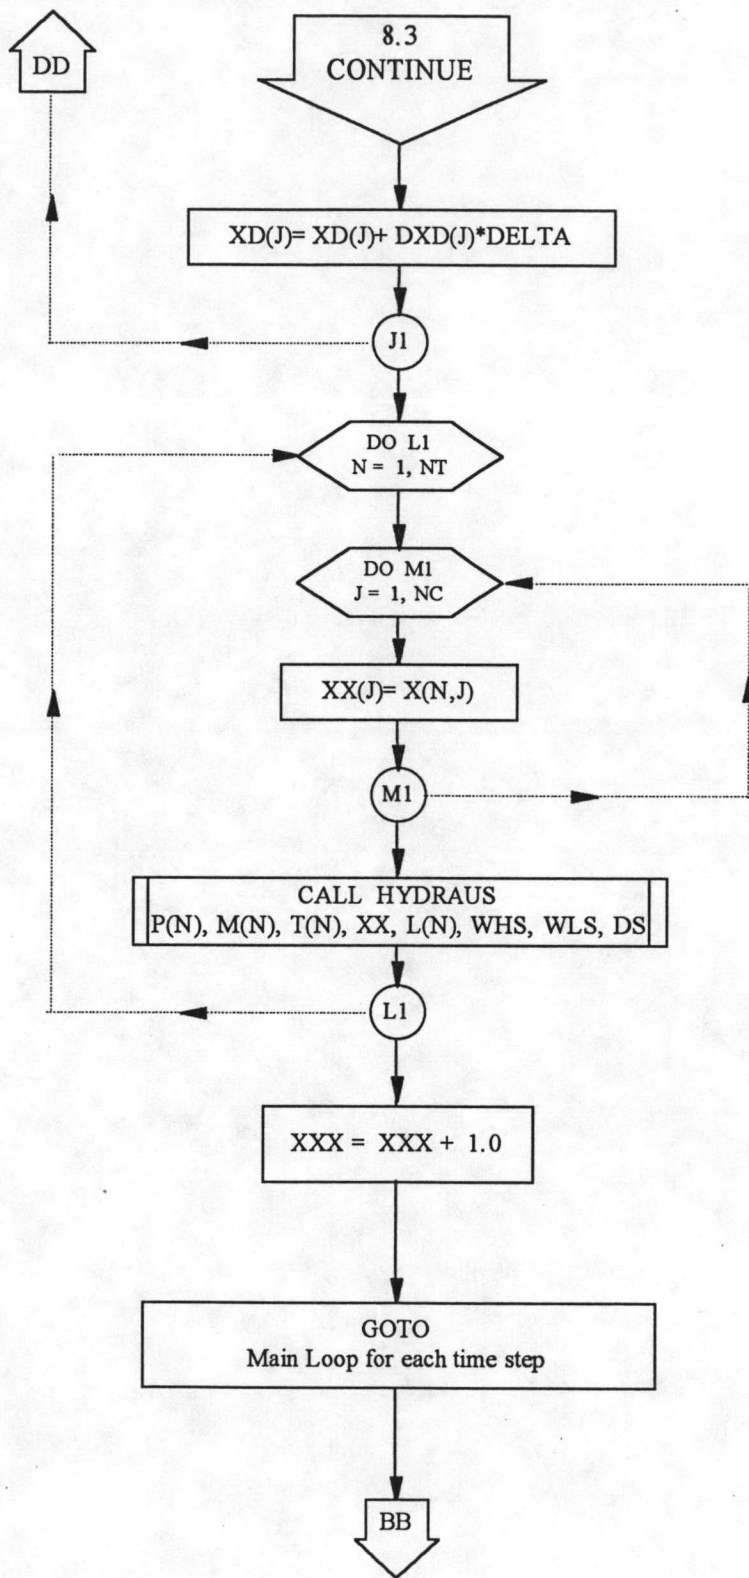 DD
8.3
CONTINUE
XD(J)= XD(J)+ DXD(J)*DELTA
J1
DO L1
N = 1, NT
DO M1
J = 1, NC
XX(J)= X(N,J)
M1
CALL HYDRAUS
P(N), M(N), T(N), XX, L(N), WHS, WLS, DS
L1
XXX = XXX + 1.0
GOTO
Main Loop for each time step
BB